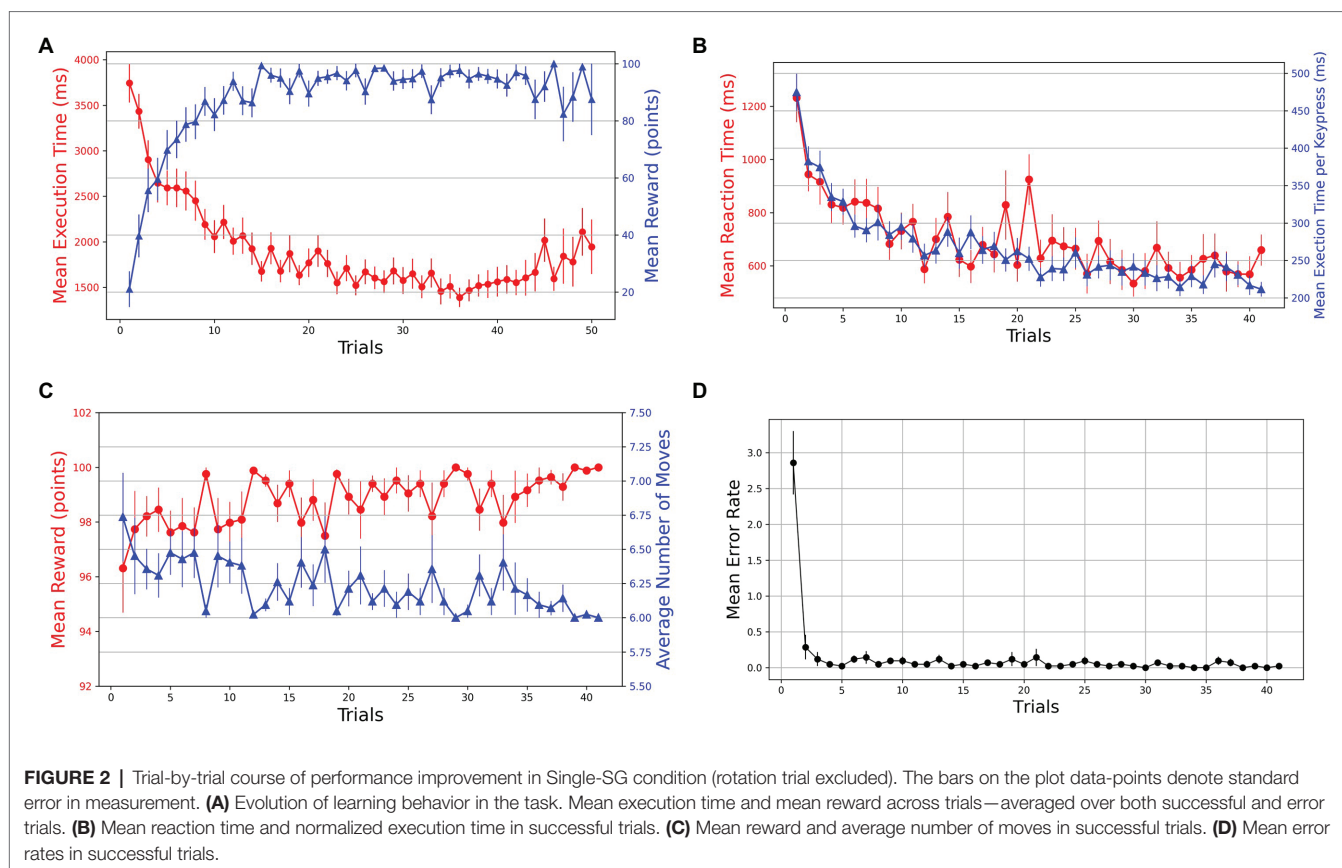 A
Mean Execution Time (ms)
4000
3500
3000
2500
2000
1500
100
80
60
40
20
Mean Reward (points)
0 10 20 30 40 50
Trials
B
Mean Reaction Time (ms)
1200
1000
800
600
500
450
400
350
300
250
200
Mean Exection Time per Keypress (ms)
0 5 10 15 20 25 30 35 40
Trials
C
Mean Reward (points)
102
100
98
96
94
92
7.50
7.25
7.00
6.75
6.50
6.25
6.00
5.75
5.50
Average Number of Moves
0 5 10 15 20 25 30 35 40
Trials
D
Mean Error Rate
3.0
2.5
2.0
1.5
1.0
0.5
0.0
0 5 10 15 20 25 30 35 40
Trials
FIGURE 2 | Trial-by-trial course of performance improvement in Single-SG condition (rotation trial excluded). The bars on the plot data-points denote standard
error in measurement. (A) Evolution of learning behavior in the task. Mean execution time and mean reward across trials—averaged over both successful and error
trials. (B) Mean reaction time and normalized execution time in successful trials. (C) Mean reward and average number of moves in successful trials. (D) Mean error
rates in successful trials.